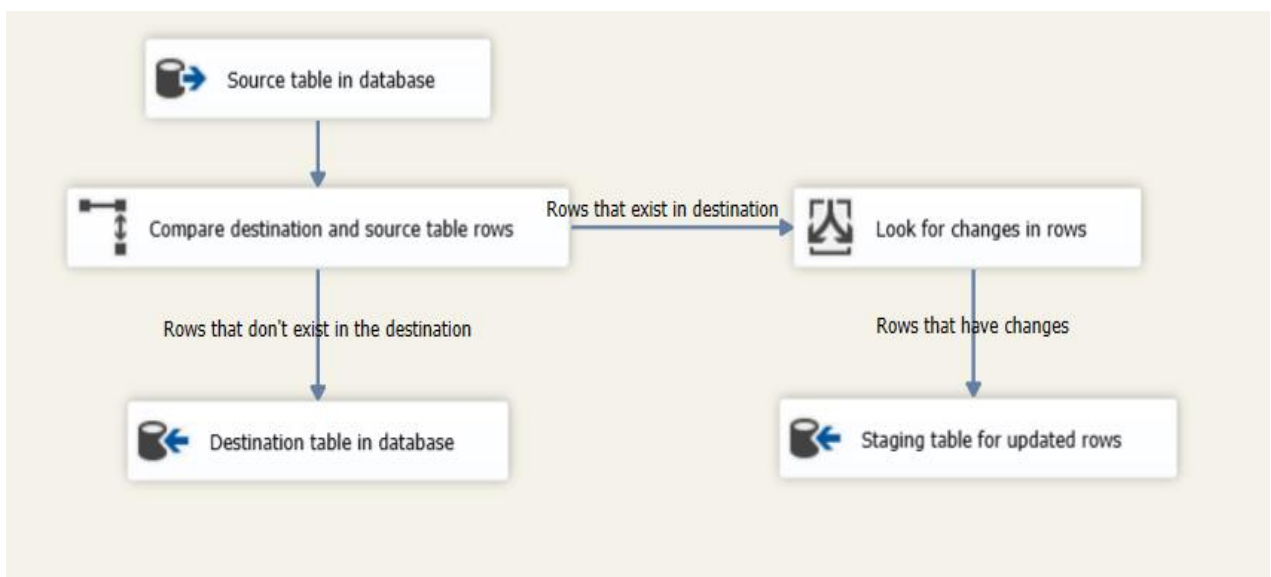 Source table in database
Compare destination and source table rows
Rows that exist in destination
Look for changes in rows
Rows that don't exist in the destination
Rows that have changes
Destination table in database
Staging table for updated rows